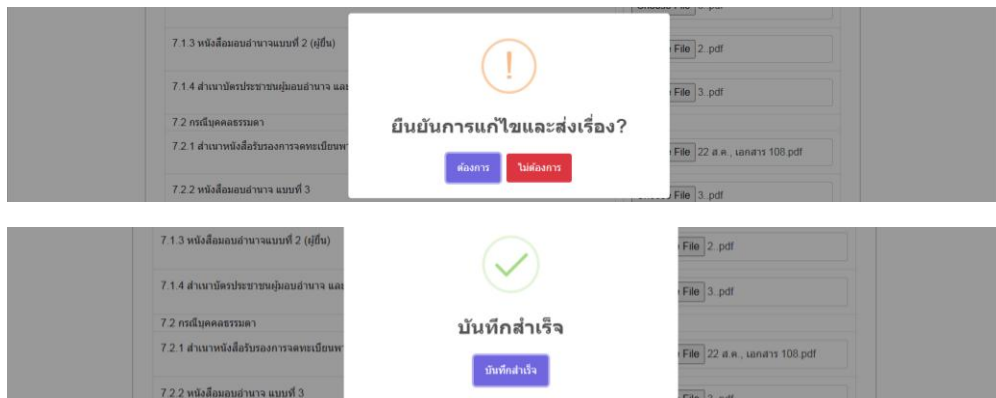 7.1.3 หนังสือมอบอำนาจแบบที่ 2 (ผู้ยื่น)
File 2..pdf
7.1.4 สำเนาบัตรประชาชนผู้มอบอำนาจ และ
File 3..pdf
7.2 กรณีบุคคลธรรมดา
ยืนยันการแก้ไขและส่งเรื่อง?
7.2.1 สำเนาหนังสือรับรองการจดทะเบียนพา
ต้องการ ไม่ต้องการ
File 22 ส.ค., เอกสาร 108.pdf
7.2.2 หนังสือมอบอำนาจ แบบที่ 3
File 3..pdf
7.1.3 หนังสือมอบอำนาจแบบที่ 2 (ผู้ยื่น)
File 2..pdf
7.1.4 สำเนาบัตรประชาชนผู้มอบอำนาจ และ
File 3..pdf
7.2 กรณีบุคคลธรรมดา
บันทึกสำเร็จ
7.2.1 สำเนาหนังสือรับรองการจดทะเบียนพา
File 22 ส.ค., เอกสาร 108.pdf
บันทึกสำเร็จ
7.2.2 หนังสือมอบอำนาจ แบบที่ 3